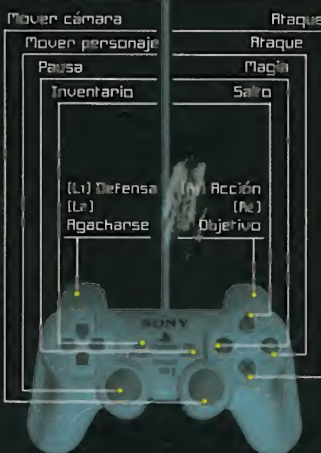 Mover cámara
Ataque
Mover personaje
Ataque
Pausa
Magia
Inventario
Salto
[L1] Defensa
[L2]
Agacharse
Acción
[R2]
Objetivo
SONY